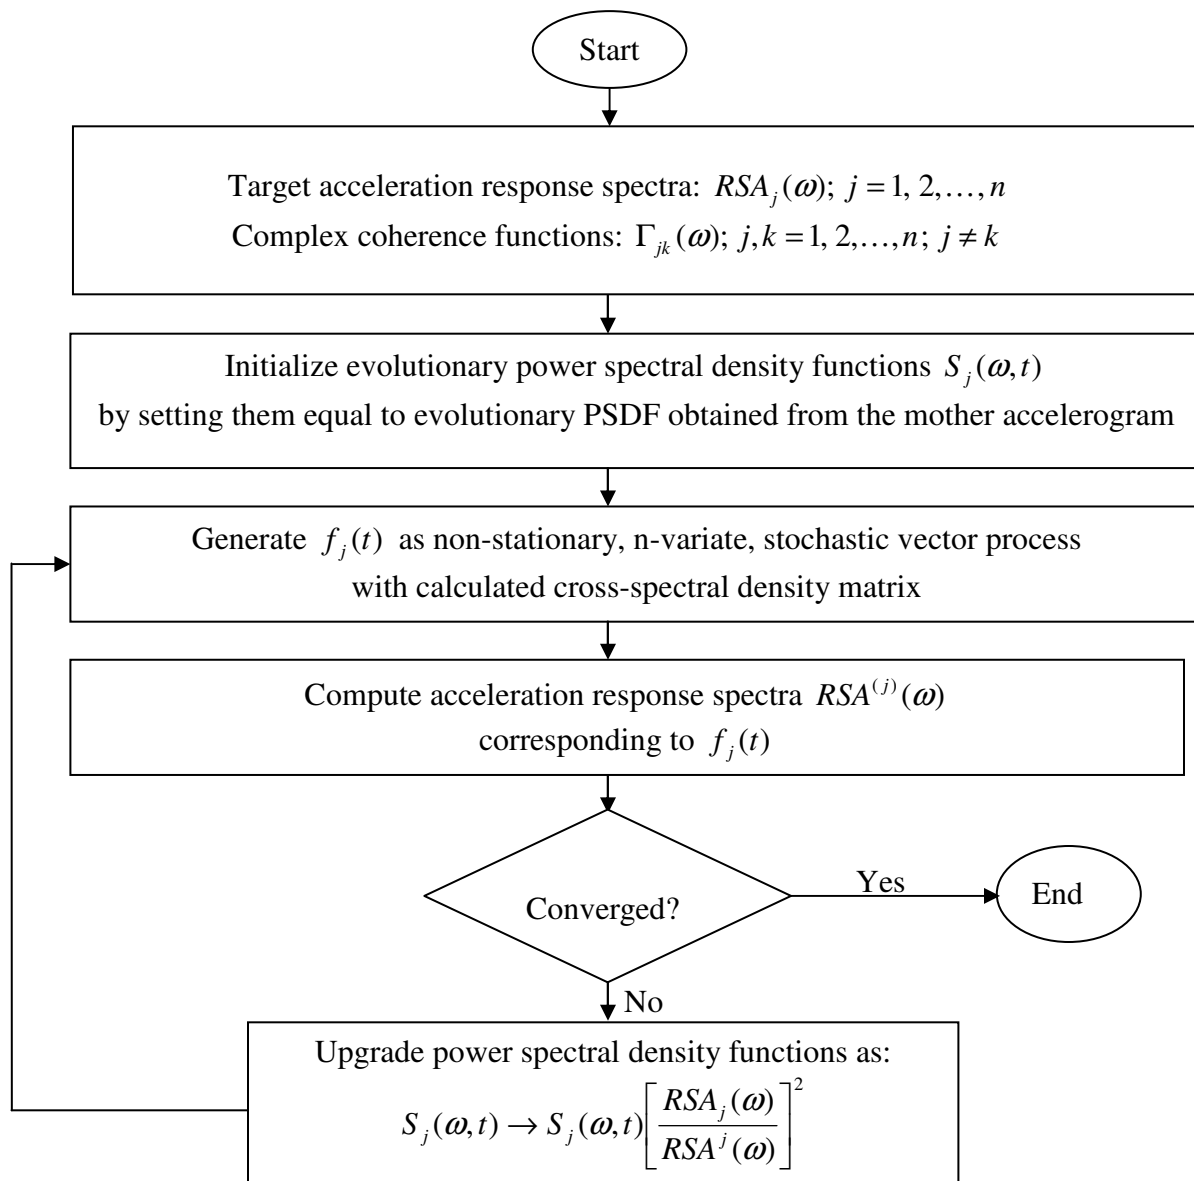 Start
Target acceleration response spectra: RSA_j(ω); j = 1, 2,…, n
Complex coherence functions: Γ_jk(ω); j,k = 1, 2,…, n; j ≠ k
Initialize evolutionary power spectral density functions S_j(ω,t)
by setting them equal to evolutionary PSDF obtained from the mother accelerogram
Generate f_j(t) as non-stationary, n-variate, stochastic vector process
with calculated cross-spectral density matrix
Compute acceleration response spectra RSA^(j)(ω)
corresponding to f_j(t)
Converged?
Yes
End
No
Upgrade power spectral density functions as:
S_j(ω,t) → S_j(ω,t)[RSA_j(ω)/RSA^j(ω)]^2